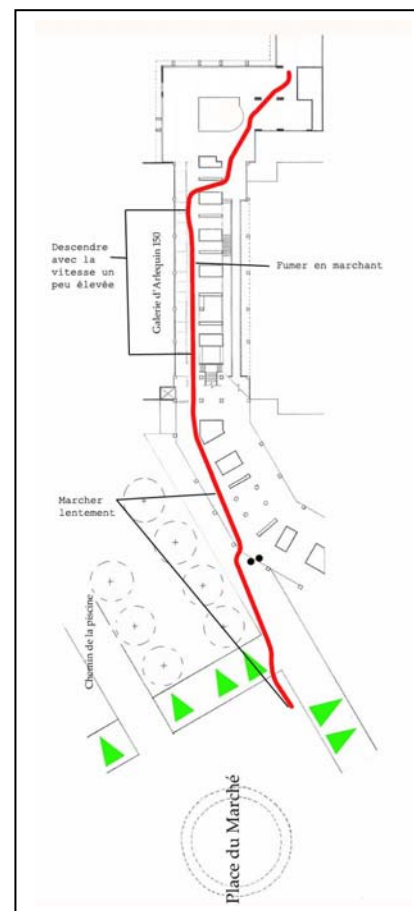 Descendre
avec la
vitesse un
peu élevée
Galerie d'Arlequin 150
Fumer en marchant
Marcher
lentement
Chemin de la piscine
Place du Marché